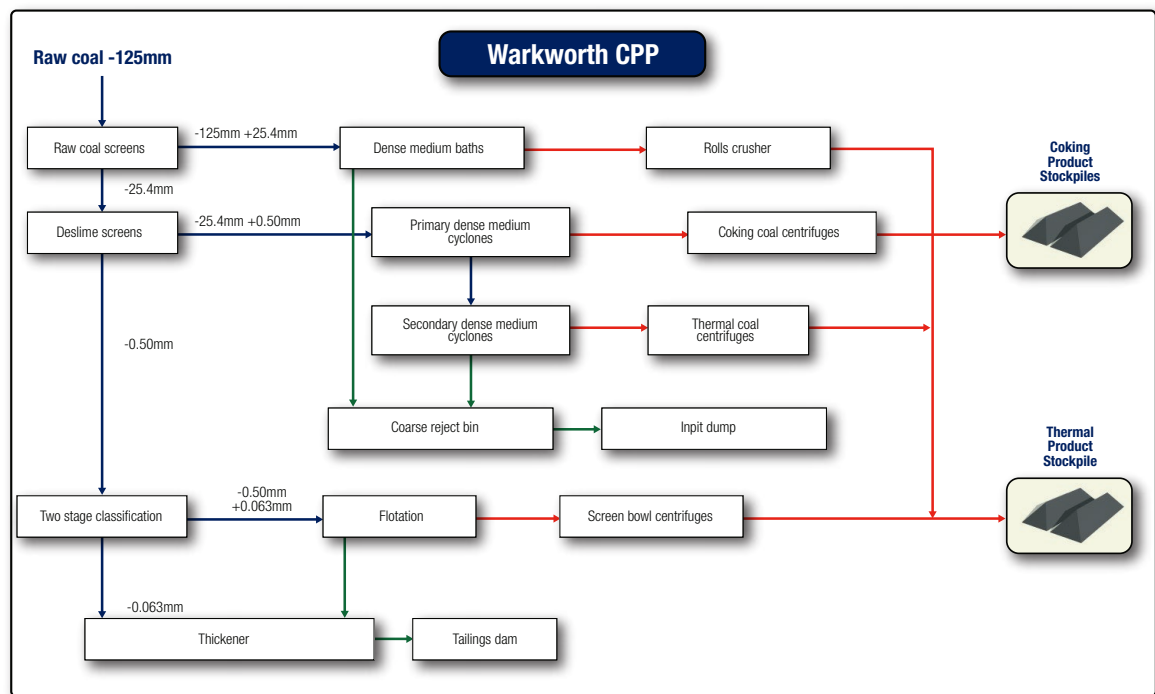 Warkworth CPP
Raw coal -125mm
Raw coal screens
-125mm +25.4mm
Dense medium baths
Rolls crusher
Coking
Product
Stockpiles
-25.4mm
Deslime screens
-25.4mm +0.50mm
Primary dense medium
cyclones
Coking coal centrifuges
Secondary dense medium
cyclones
Thermal coal
centrifuges
-0.50mm
Coarse reject bin
Inpit dump
Thermal
Product
Stockpile
Two stage classification
-0.50mm
+0.063mm
Flotation
Screen bowl centrifuges
-0.063mm
Thickener
Tailings dam